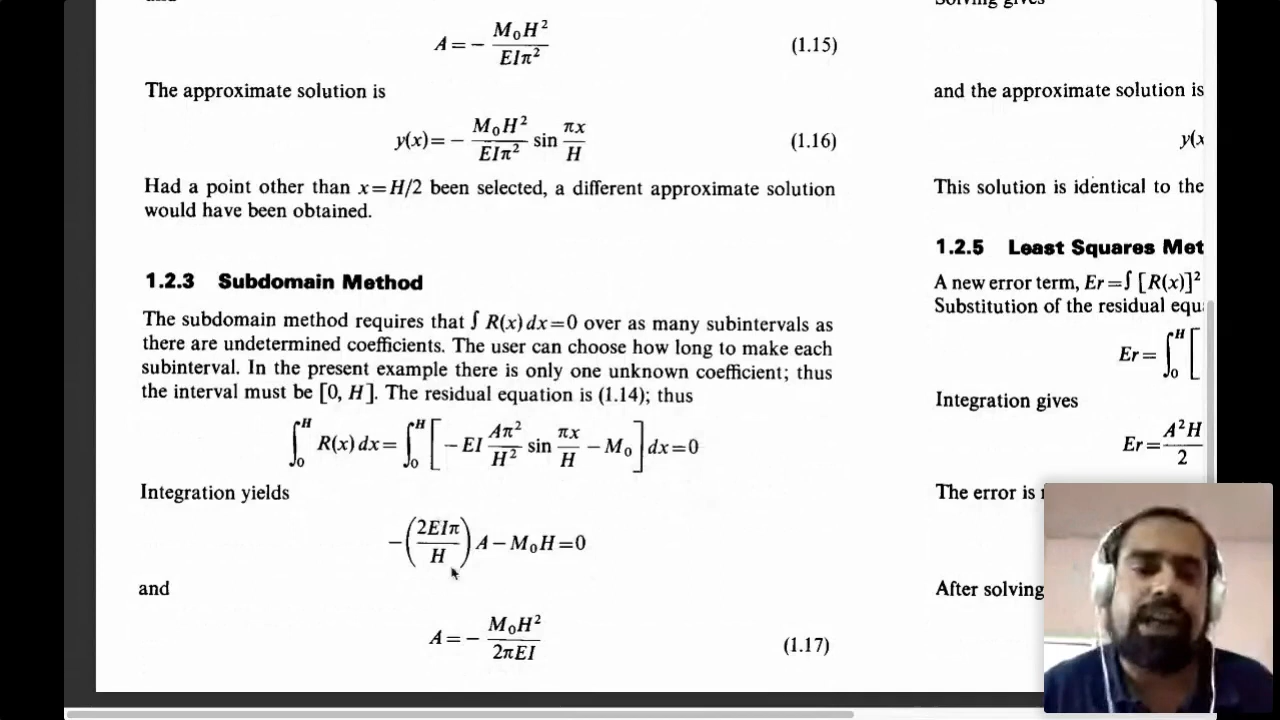 A = - M₀H² / EIπ² (1.15)
The approximate solution is
y(x) = - M₀H² / EIπ² sin πx / H (1.16)
Had a point other than x=H/2 been selected, a different approximate solution
would have been obtained.
1.2.3 Subdomain Method
The subdomain method requires that ∫ R(x) dx=0 over as many subintervals as
there are undetermined coefficients. The user can choose how long to make each
subinterval. In the present example there is only one unknown coefficient; thus
the interval must be [0, H]. The residual equation is (1.14); thus
∫₀ᴴ R(x) dx = ∫₀ᴴ [ - EI Aπ² / H² sin πx / H - M₀ ] dx = 0
Integration yields
- ( 2EIπ / H ) A - M₀H = 0
and
A = - M₀H² / 2πEI (1.17)
Solving gives
and the approximate solution is
y(x
This solution is identical to the
1.2.5 Least Squares Met
A new error term, Er = ∫ [R(x)]²
Substitution of the residual equ
Er = ∫₀ᴴ [
Integration gives
Er = A²H / 2
The error is
After solving